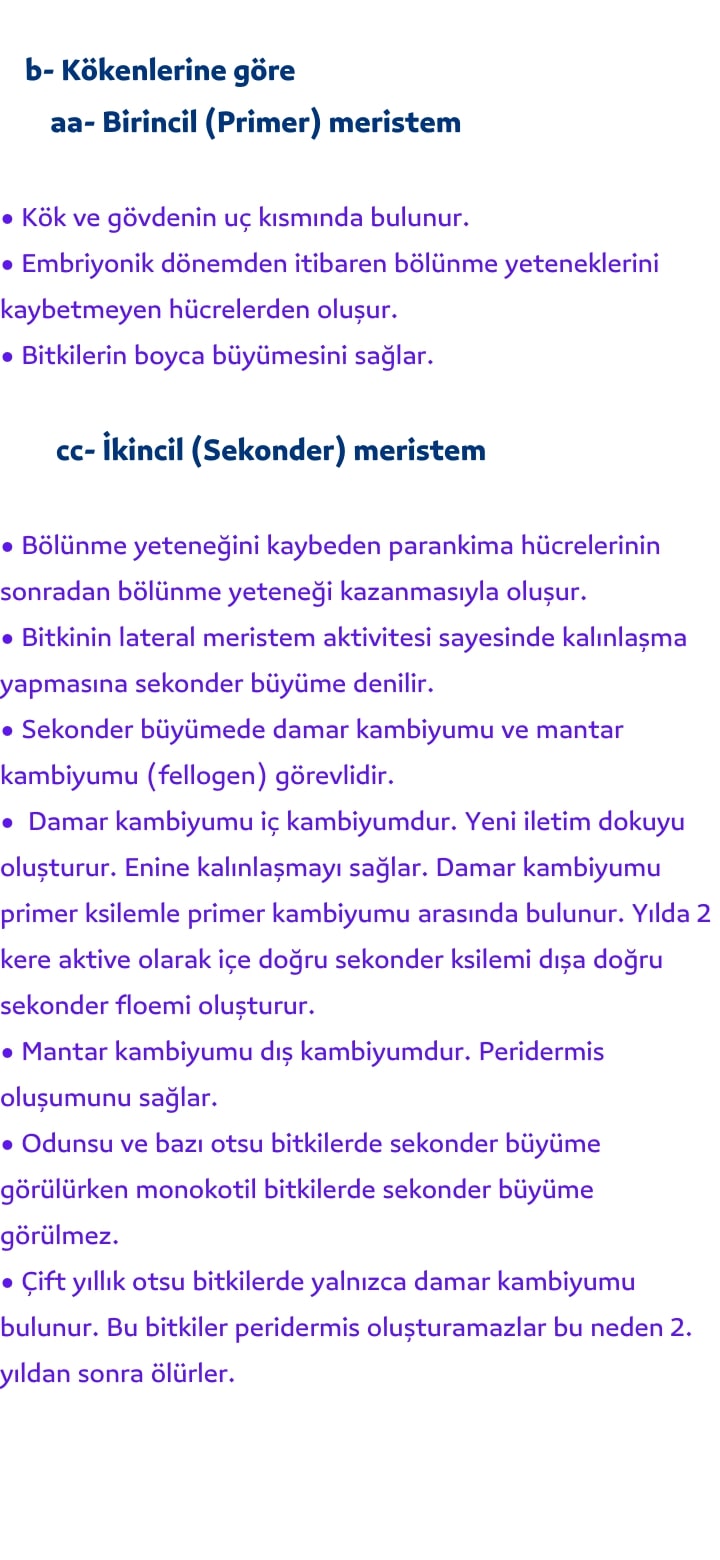 b- Kökenlerine göre
aa- Birincil (Primer) meristem
• Kök ve gövdenin uç kısmında bulunur.
• Embriyonik dönemden itibaren bölünme yeteneklerini
kaybetmeyen hücrelerden oluşur.
• Bitkilerin boyca büyümesini sağlar.
cc- İkincil (Sekonder) meristem
• Bölünme yeteneğini kaybeden parankima hücrelerinin
sonradan bölünme yeteneği kazanmasıyla oluşur.
• Bitkinin lateral meristem aktivitesi sayesinde kalınlaşma
yapmasına sekonder büyüme denilir.
• Sekonder büyümede damar kambiyumu ve mantar
kambiyumu (fellogen) görevlidir.
•  Damar kambiyumu iç kambiyumdur. Yeni iletim dokuyu
oluşturur. Enine kalınlaşmayı sağlar. Damar kambiyumu
primer ksilemle primer kambiyumu arasında bulunur. Yılda 2
kere aktive olarak içe doğru sekonder ksilemi dışa doğru
sekonder floemi oluşturur.
• Mantar kambiyumu dış kambiyumdur. Peridermis
oluşumunu sağlar.
• Odunsu ve bazı otsu bitkilerde sekonder büyüme
görülürken monokotil bitkilerde sekonder büyüme
görülmez.
• Çift yıllık otsu bitkilerde yalnızca damar kambiyumu
bulunur. Bu bitkiler peridermis oluşturamazlar bu neden 2.
yıldan sonra ölürler.